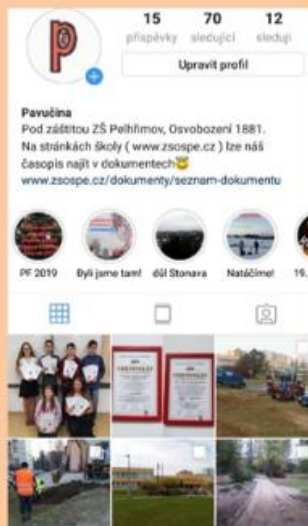 15 70 12
příspěvky sledující sleduji
Upravit profil
Pavučina
Pod záštitou ZŠ Pelhřimov, Osvobození 1881.
Na stránkách školy ( www.zsospe.cz ) lze náš
časopis najít v dokumentech😇
www.zsospe.cz/dokumenty/seznam-dokumentu
PF 2019 Byli jsme tam! důl Stonava Natáčíme! 19.